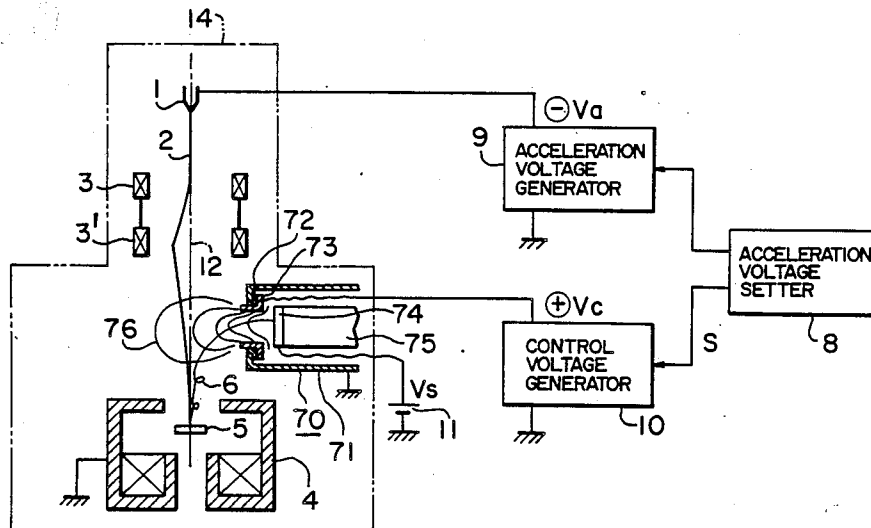 14
1
2
3
3'
12
72
73
74
75
76
6
5
70
71
4
⊖Va
9
ACCELERATION
VOLTAGE
GENERATOR
ACCELERATION
VOLTAGE
SETTER
8
⊕Vc
S
CONTROL
VOLTAGE
GENERATOR
10
Vs
11